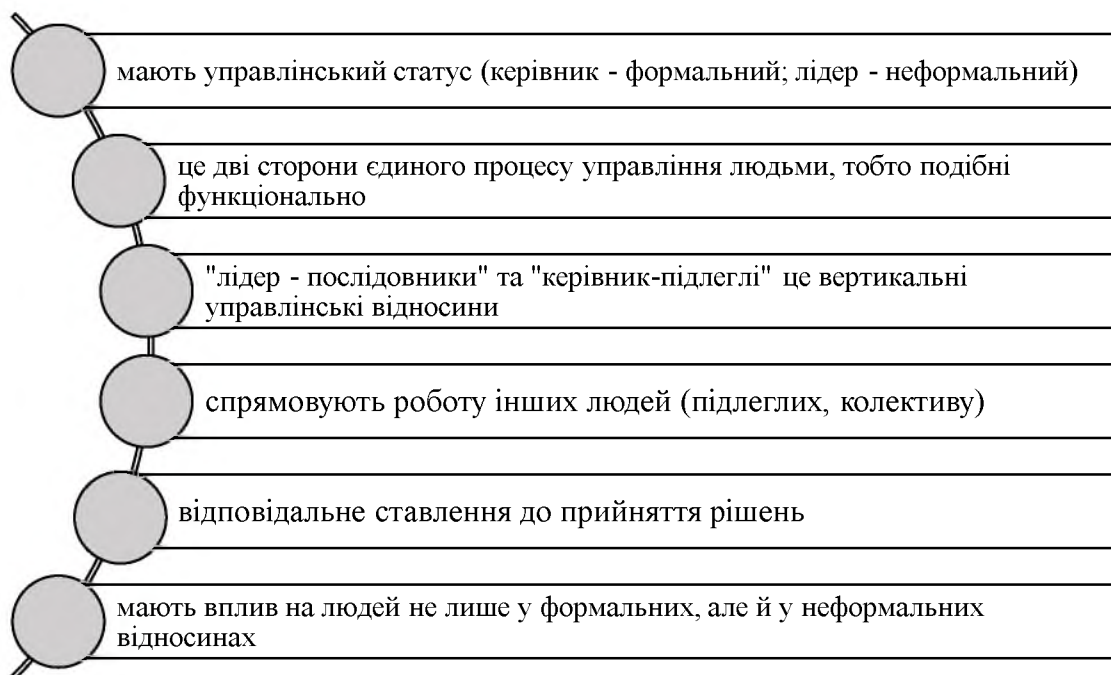 мають управлінський статус (керівник - формальний; лідер - неформальний)
це дві сторони єдиного процесу управління людьми, тобто подібні
функціонально
"лідер - послідовники" та "керівник-підлеглі" це вертикальні
управлінські відносини
спрямовують роботу інших людей (підлеглих, колективу)
відповідальне ставлення до прийняття рішень
мають вплив на людей не лише у формальних, але й у неформальних
відносинах